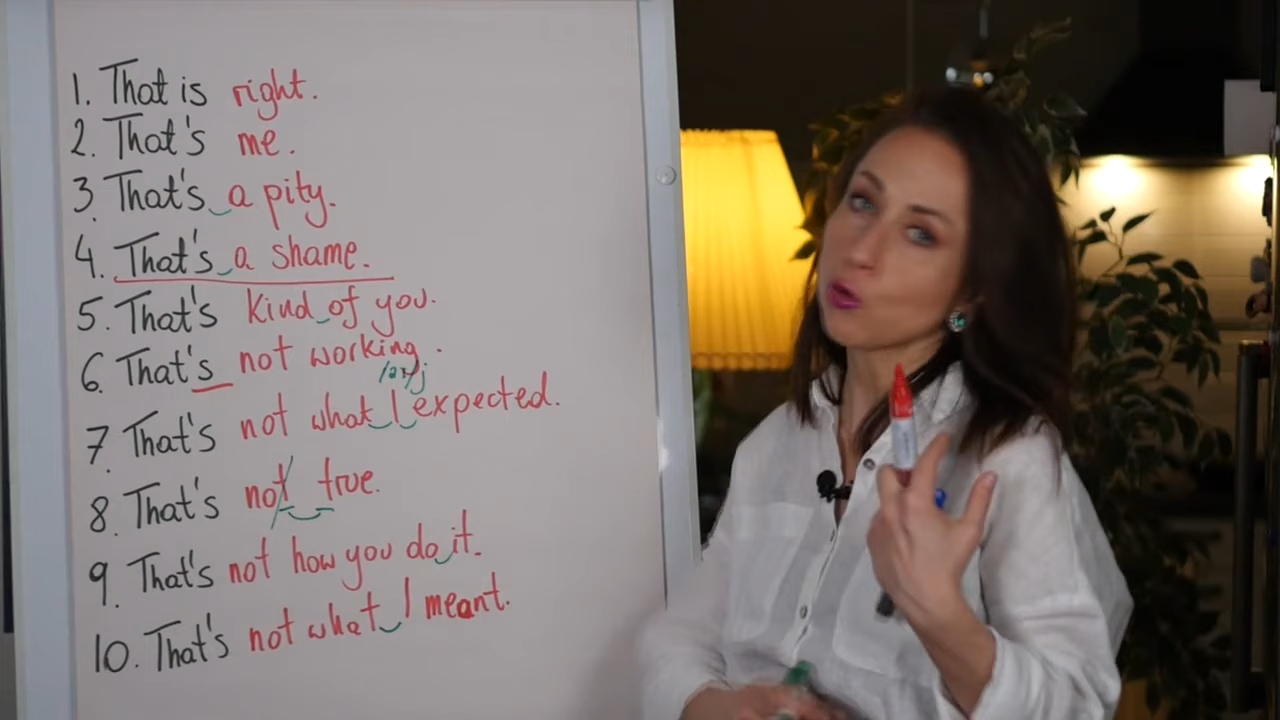 1. That is right.
2. That's me.
3. That's a pity.
4. That's a shame.
5. That's kind of you.
6. That's not working.
/aɪ/ j
7. That's not what I expected.
8. That's not true.
9. That's not how you do it.
10. That's not what I meant.